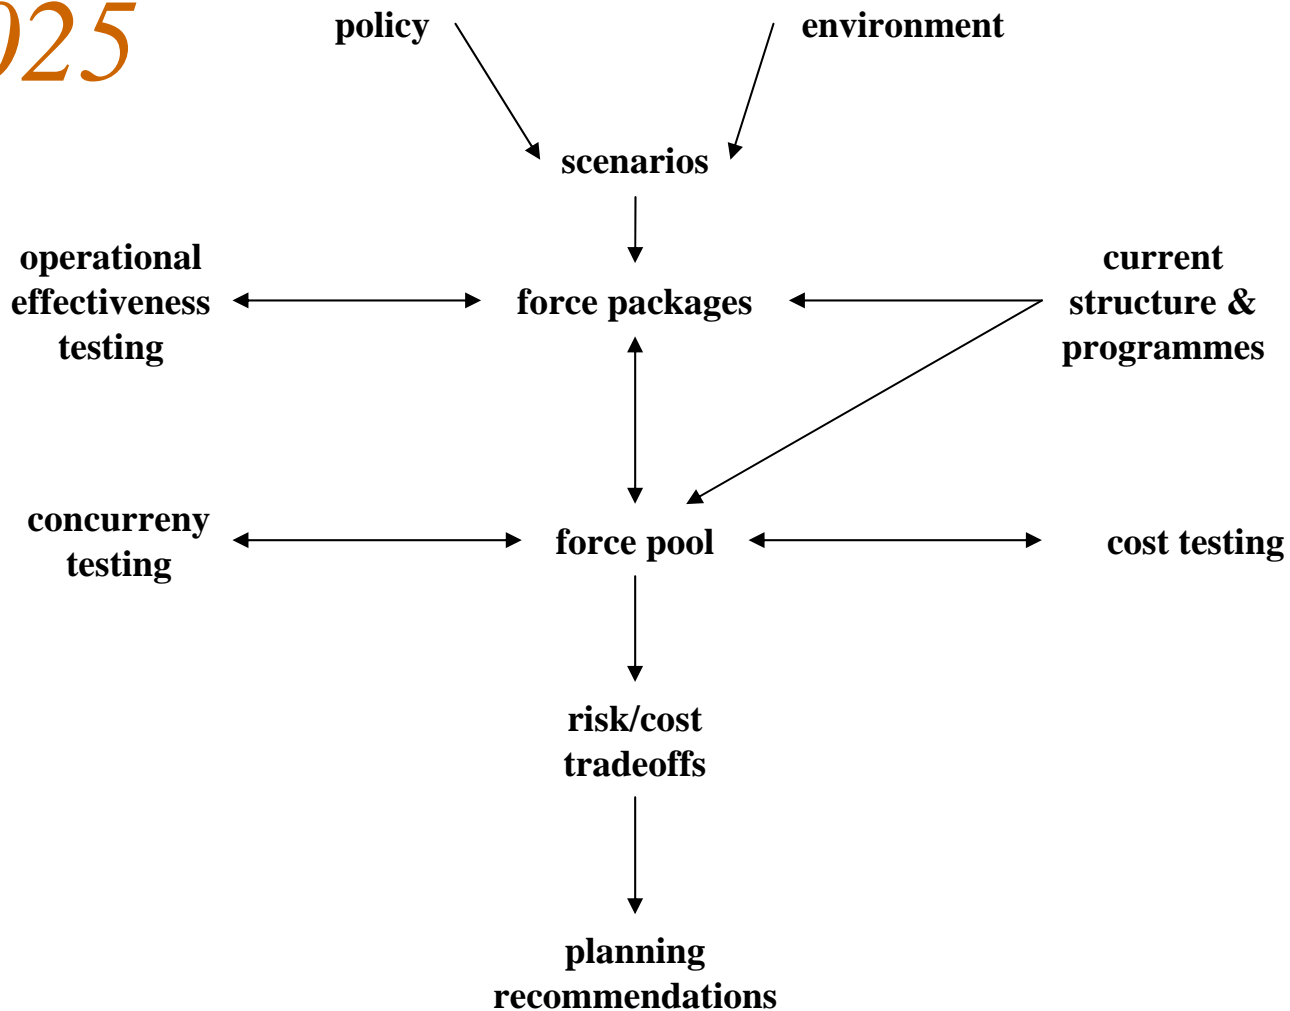 025
policy
environment
scenarios
operational
effectiveness
testing
force packages
current
structure &
programmes
concurreny
testing
force pool
cost testing
risk/cost
tradeoffs
planning
recommendations